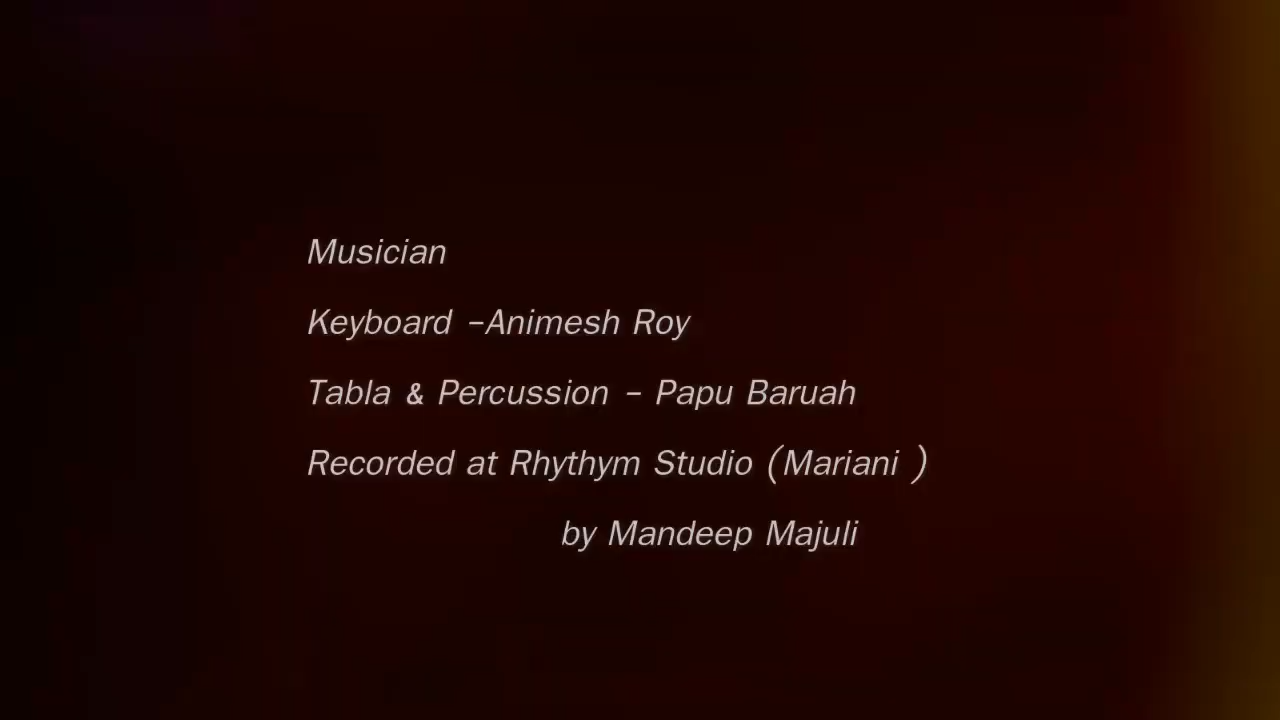 Musician
Keyboard -Animesh Roy
Tabla & Percussion - Papu Baruah
Recorded at Rhythym Studio (Mariani )
by Mandeep Majuli